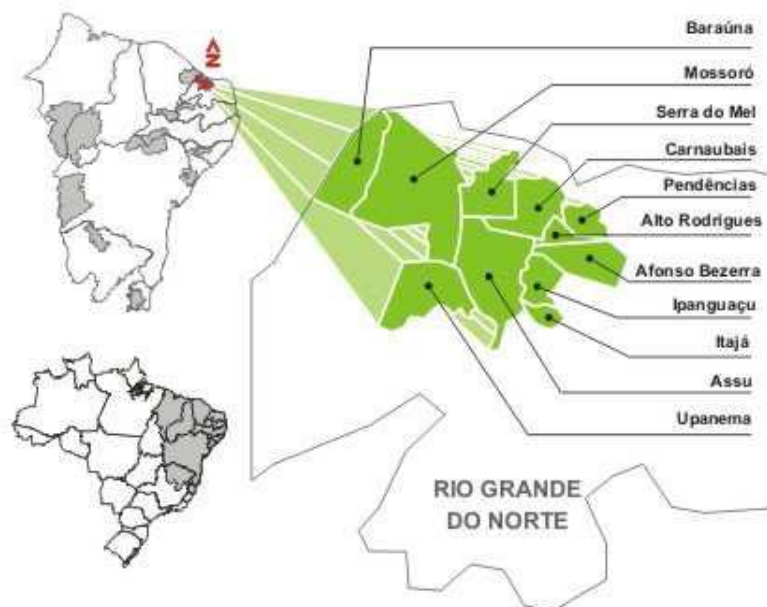 Baraúna
Mossoró
Serra do Mel
Carnaubais
Pendências
Alto Rodrigues
Afonso Bezerra
Ipanguaçu
Itajá
Assu
Upanema
N
RIO GRANDE
DO NORTE